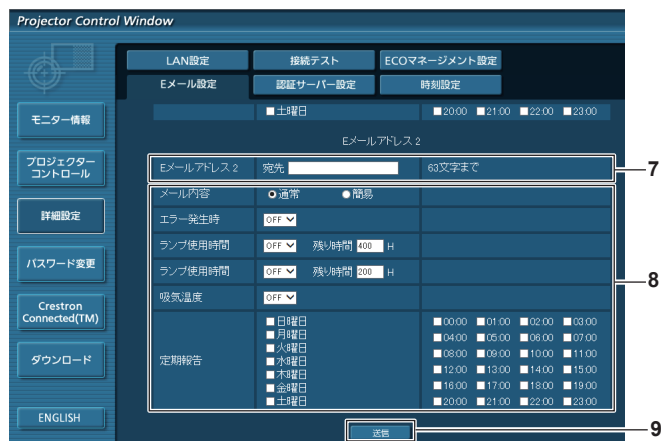 Projector Control Window
LAN設定 接続テスト ECOマネージメント設定
Eメール設定 認証サーバー設定 時刻設定
モニター情報
プロジェクター
コントロール
詳細設定
パスワード変更
Crestron
Connected(TM)
ダウンロード
ENGLISH
土曜日 20:00 21:00 22:00 23:00
Eメールアドレス 2
Eメールアドレス 2 宛先 63文字まで 7
メール内容 通常 簡易
エラー発生時 OFF
ランプ使用時間 OFF 残り時間 400 H
ランプ使用時間 OFF 残り時間 200 H
8
吸気温度 OFF
定期報告
日曜日 00:00 01:00 02:00 03:00
月曜日 04:00 05:00 06:00 07:00
火曜日 08:00 09:00 10:00 11:00
水曜日 12:00 13:00 14:00 15:00
木曜日 16:00 17:00 18:00 19:00
金曜日 20:00 21:00 22:00 23:00
土曜日
送信 9